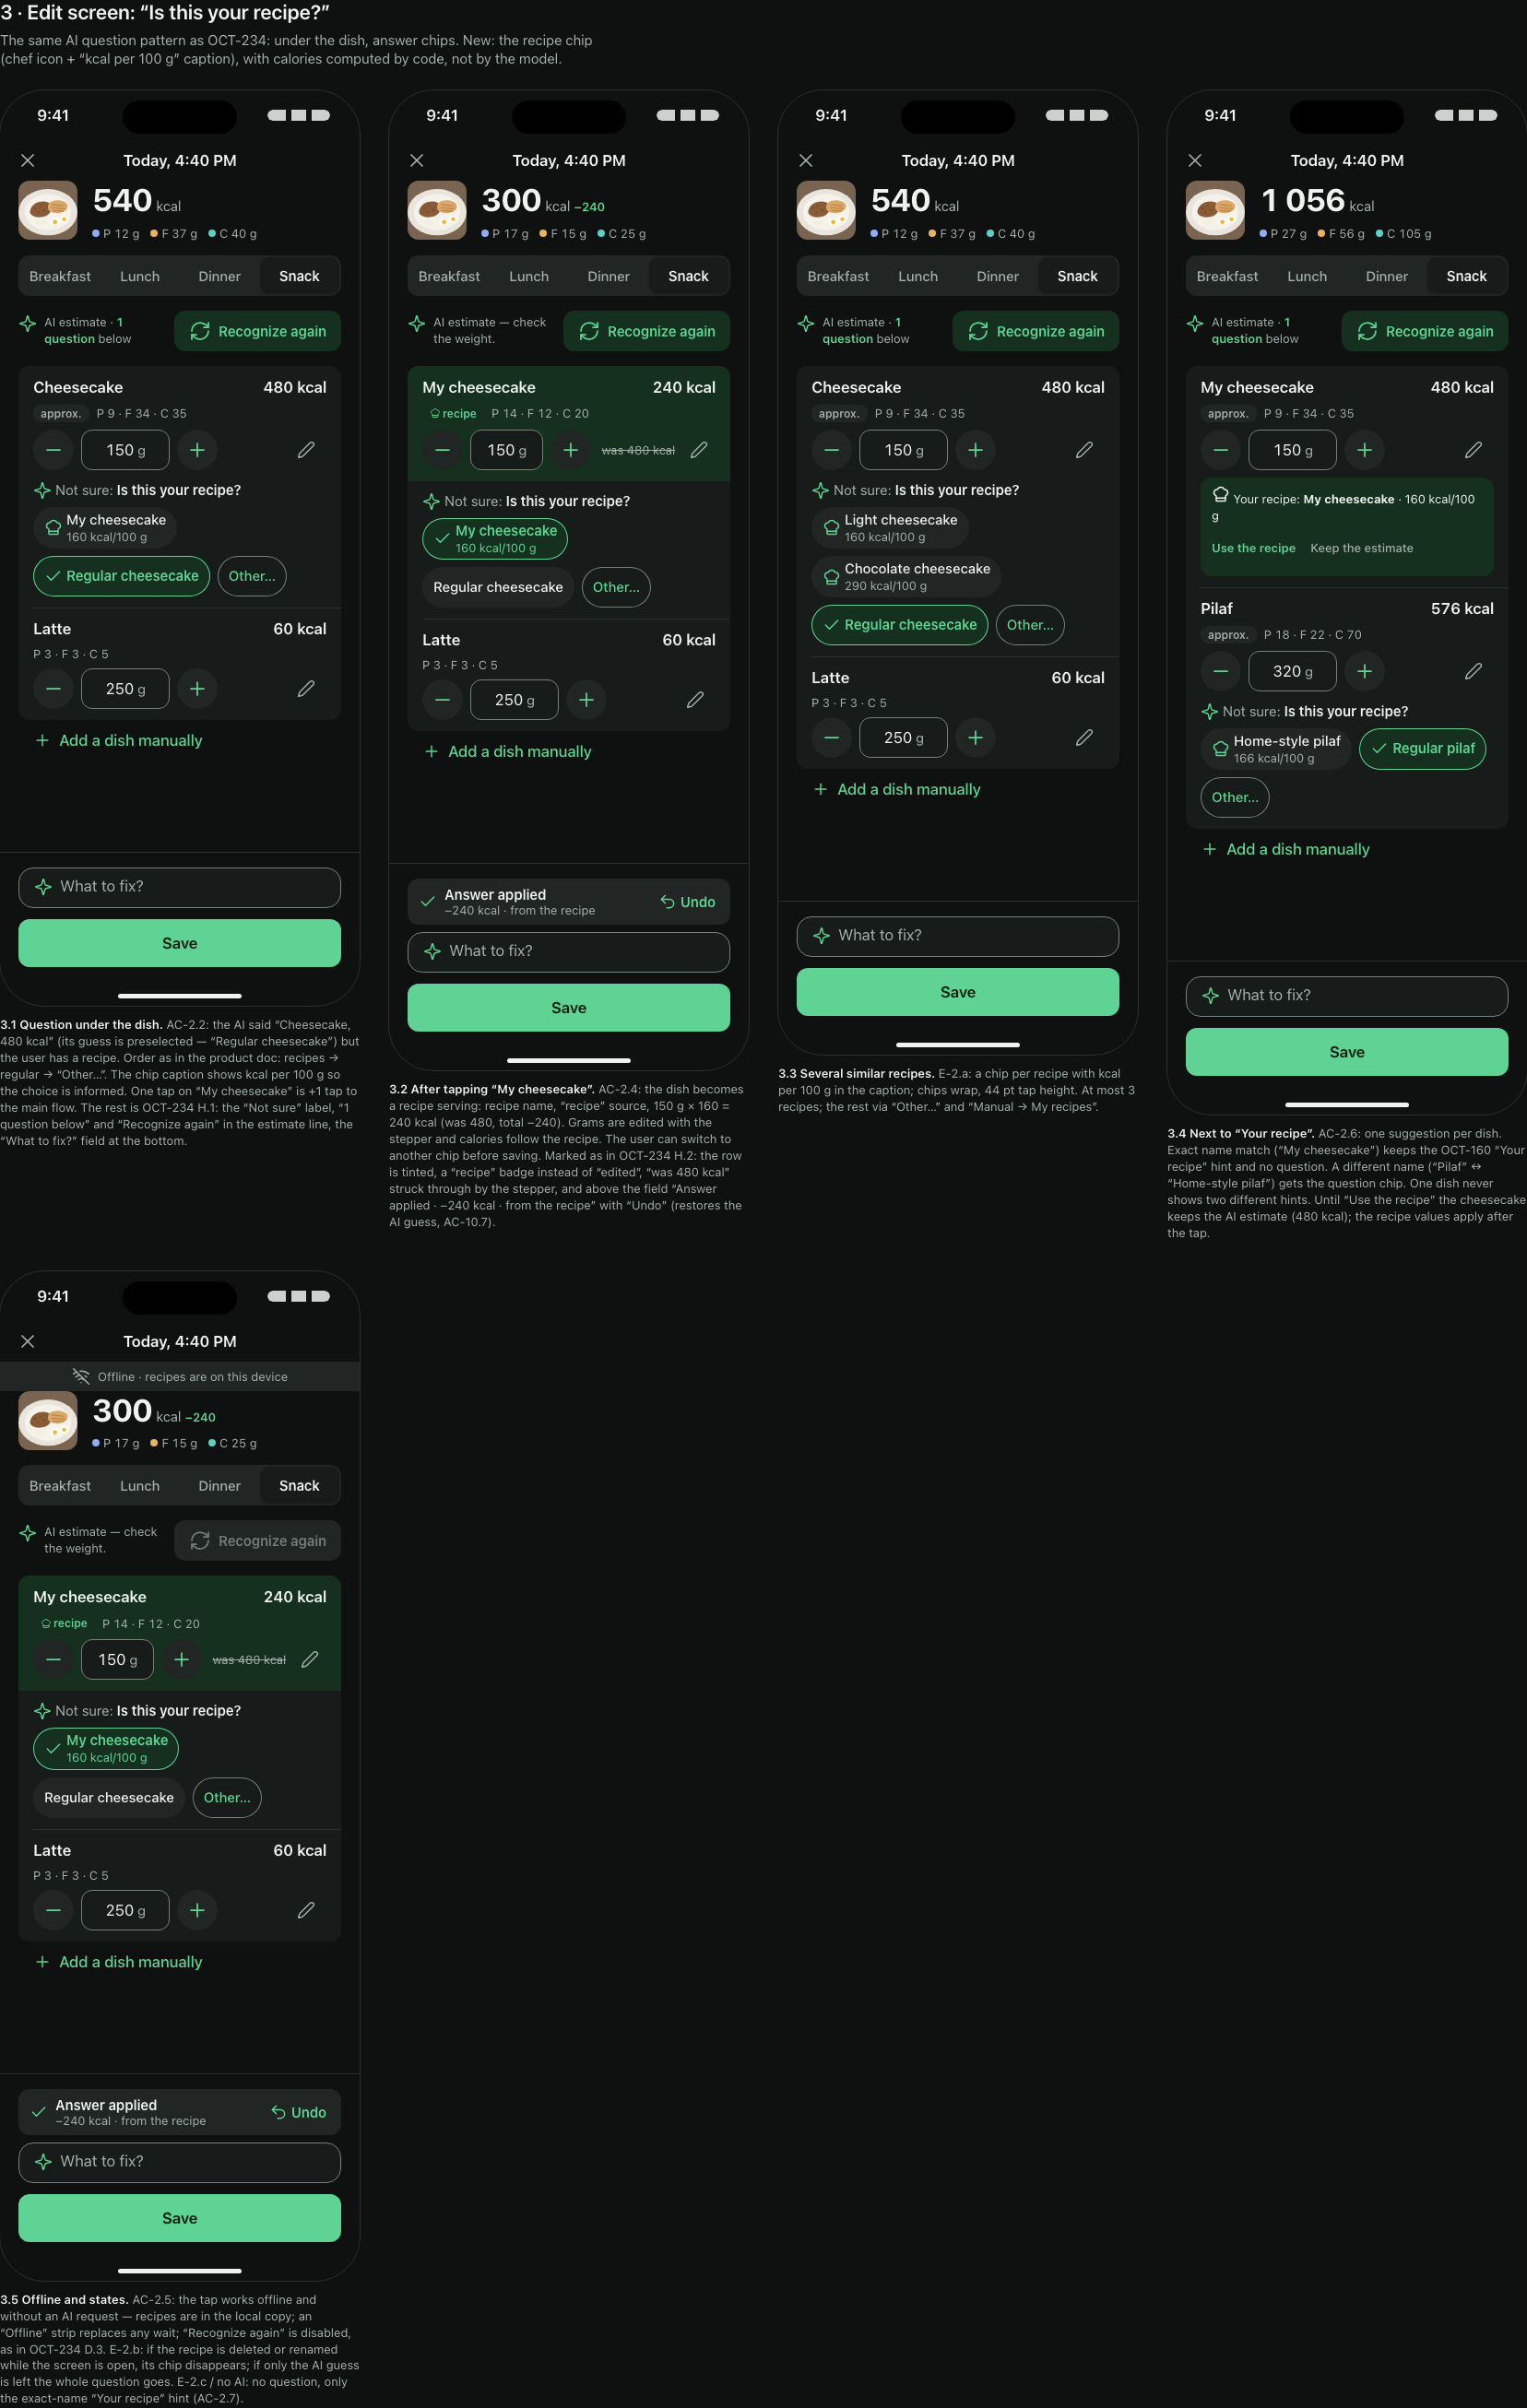 3 · Edit screen: “Is this your recipe?”
The same AI question pattern as OCT-234: under the dish, answer chips. New: the recipe chip
(chef icon + “kcal per 100 g” caption), with calories computed by code, not by the model.
9:41
Today, 4:40 PM
540 kcal
P 12 g F 37 g C 40 g
Breakfast Lunch Dinner Snack
AI estimate · 1
question below
Recognize again
Cheesecake 480 kcal
approx. P 9 · F 34 · C 35
150 g
Not sure: Is this your recipe?
My cheesecake
160 kcal/100 g
Regular cheesecake Other...
Latte 60 kcal
P 3 · F 3 · C 5
250 g
Add a dish manually
What to fix?
Save
3.1 Question under the dish. AC-2.2: the AI said “Cheesecake,
480 kcal” (its guess is preselected — “Regular cheesecake”) but
the user has a recipe. Order as in the product doc: recipes →
regular → “Other...”. The chip caption shows kcal per 100 g so
the choice is informed. One tap on “My cheesecake” is +1 tap to
the main flow. The rest is OCT-234 H.1: the “Not sure” label, “1
question below” and “Recognize again” in the estimate line, the
“What to fix?” field at the bottom.
9:41
Today, 4:40 PM
300 kcal −240
P 17 g F 15 g C 25 g
Breakfast Lunch Dinner Snack
AI estimate — check
the weight.
Recognize again
My cheesecake 240 kcal
recipe P 14 · F 12 · C 20
150 g was 480 kcal
Not sure: Is this your recipe?
My cheesecake
160 kcal/100 g
Regular cheesecake Other...
Latte 60 kcal
P 3 · F 3 · C 5
250 g
Add a dish manually
Answer applied
−240 kcal · from the recipe
Undo
What to fix?
Save
3.2 After tapping “My cheesecake”. AC-2.4: the dish becomes
a recipe serving: recipe name, “recipe” source, 150 g × 160 =
240 kcal (was 480, total −240). Grams are edited with the
stepper and calories follow the recipe. The user can switch to
another chip before saving. Marked as in OCT-234 H.2: the row
is tinted, a “recipe” badge instead of “edited”, “was 480 kcal”
struck through by the stepper, and above the field “Answer
applied · −240 kcal · from the recipe” with “Undo” (restores the
AI guess, AC-10.7).
9:41
Today, 4:40 PM
540 kcal
P 12 g F 37 g C 40 g
Breakfast Lunch Dinner Snack
AI estimate · 1
question below
Recognize again
Cheesecake 480 kcal
approx. P 9 · F 34 · C 35
150 g
Not sure: Is this your recipe?
Light cheesecake
160 kcal/100 g
Chocolate cheesecake
290 kcal/100 g
Regular cheesecake Other...
Latte 60 kcal
P 3 · F 3 · C 5
250 g
Add a dish manually
What to fix?
Save
3.3 Several similar recipes. E-2.a: a chip per recipe with kcal
per 100 g in the caption; chips wrap, 44 pt tap height. At most 3
recipes; the rest via “Other...” and “Manual → My recipes”.
9:41
Today, 4:40 PM
1 056 kcal
P 27 g F 56 g C 105 g
Breakfast Lunch Dinner Snack
AI estimate · 1
question below
Recognize again
My cheesecake 480 kcal
approx. P 9 · F 34 · C 35
150 g
Your recipe: My cheesecake · 160 kcal/100
g
Use the recipe Keep the estimate
Pilaf 576 kcal
approx. P 18 · F 22 · C 70
320 g
Not sure: Is this your recipe?
Home-style pilaf
166 kcal/100 g
Regular pilaf
Other...
Add a dish manually
What to fix?
Save
3.4 Next to “Your recipe”. AC-2.6: one suggestion per dish.
Exact name match (“My cheesecake”) keeps the OCT-160 “Your
recipe” hint and no question. A different name (“Pilaf” ↔
“Home-style pilaf”) gets the question chip. One dish never
shows two different hints. Until “Use the recipe” the cheesecake
keeps the AI estimate (480 kcal); the recipe values apply after
the tap.
9:41
Today, 4:40 PM
Offline · recipes are on this device
300 kcal −240
P 17 g F 15 g C 25 g
Breakfast Lunch Dinner Snack
AI estimate — check
the weight.
Recognize again
My cheesecake 240 kcal
recipe P 14 · F 12 · C 20
150 g was 480 kcal
Not sure: Is this your recipe?
My cheesecake
160 kcal/100 g
Regular cheesecake Other...
Latte 60 kcal
P 3 · F 3 · C 5
250 g
Add a dish manually
Answer applied
−240 kcal · from the recipe
Undo
What to fix?
Save
3.5 Offline and states. AC-2.5: the tap works offline and
without an AI request — recipes are in the local copy; an
“Offline” strip replaces any wait; “Recognize again” is disabled,
as in OCT-234 D.3. E-2.b: if the recipe is deleted or renamed
while the screen is open, its chip disappears; if only the AI guess
is left the whole question goes. E-2.c / no AI: no question, only
the exact-name “Your recipe” hint (AC-2.7).